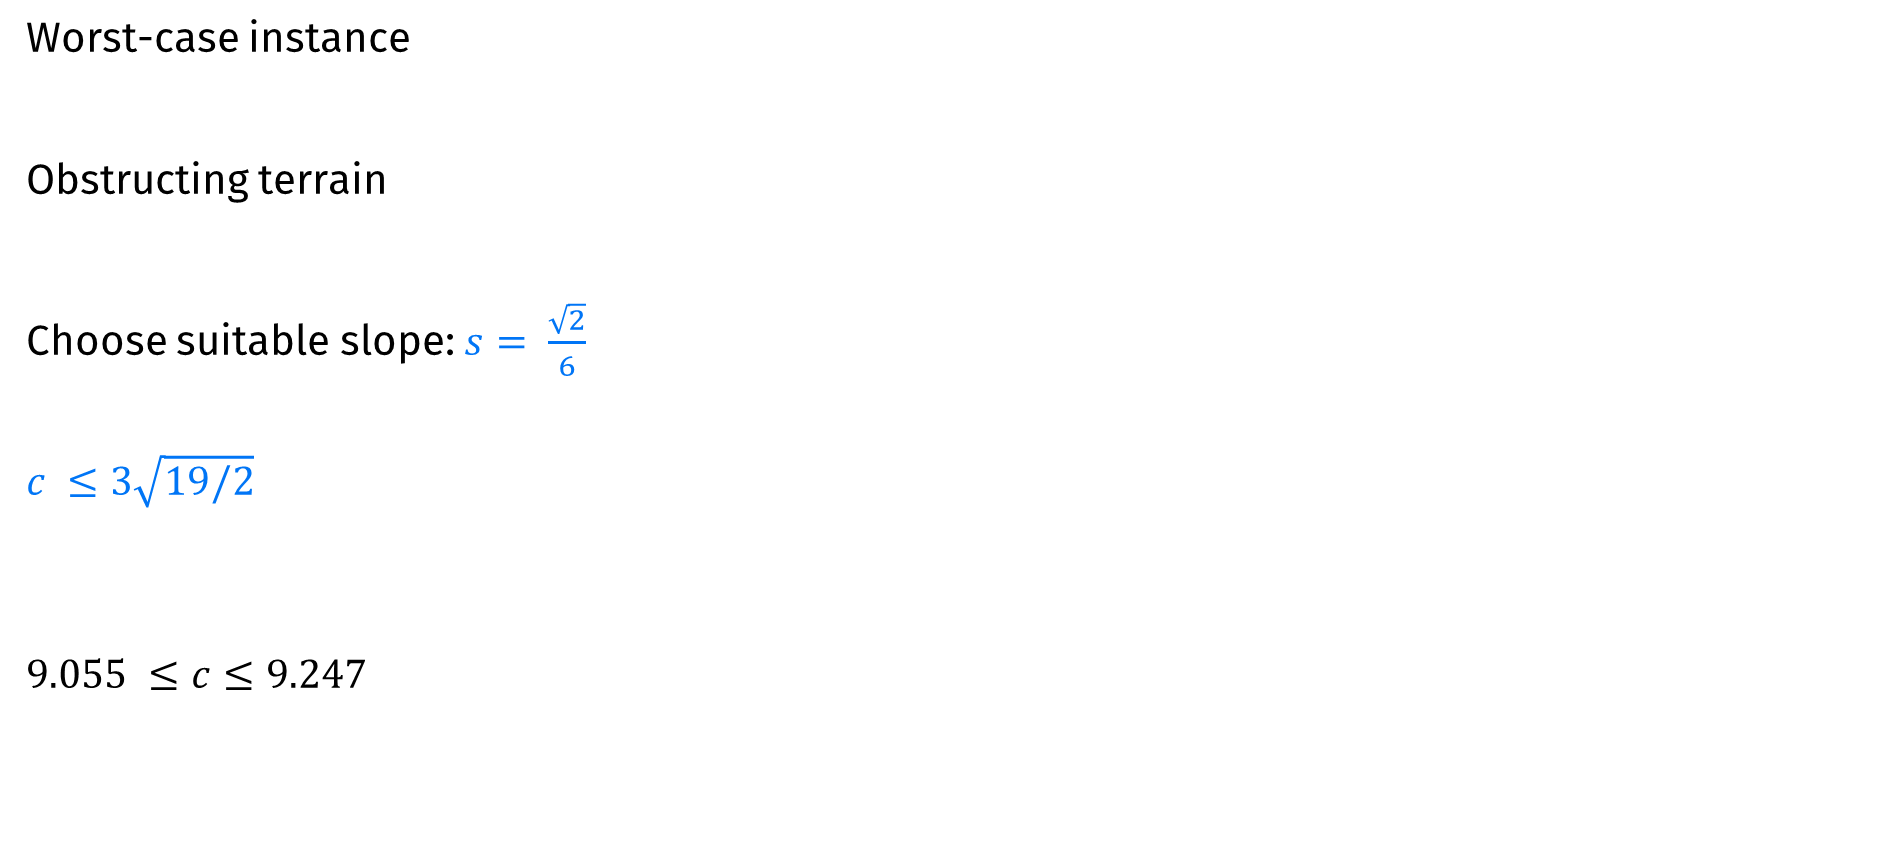 Worst-case instance
Obstructing terrain
Choose suitable slope: s = √2/6
c ≤ 3√19/2
9.055 ≤ c ≤ 9.247